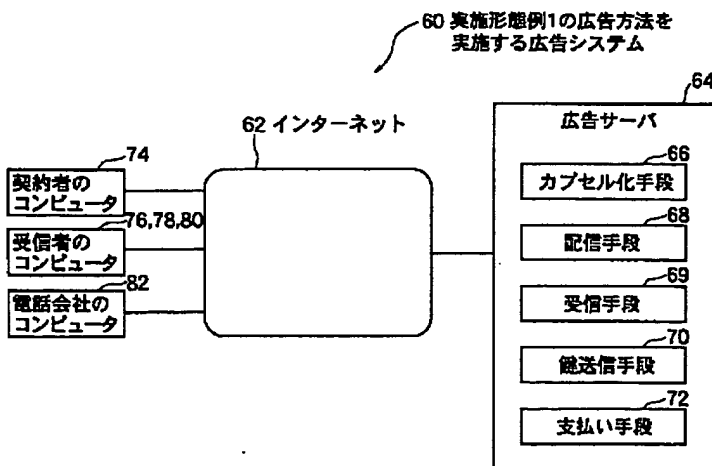 60 実施形態例1の広告方法を
実施する広告システム
64
広告サーバ
62 インターネット
74
契約者の
コンピュータ
76,78,80
受信者の
コンピュータ
82
電話会社の
コンピュータ
66
カプセル化手段
68
配信手段
69
受信手段
70
鍵送信手段
72
支払い手段